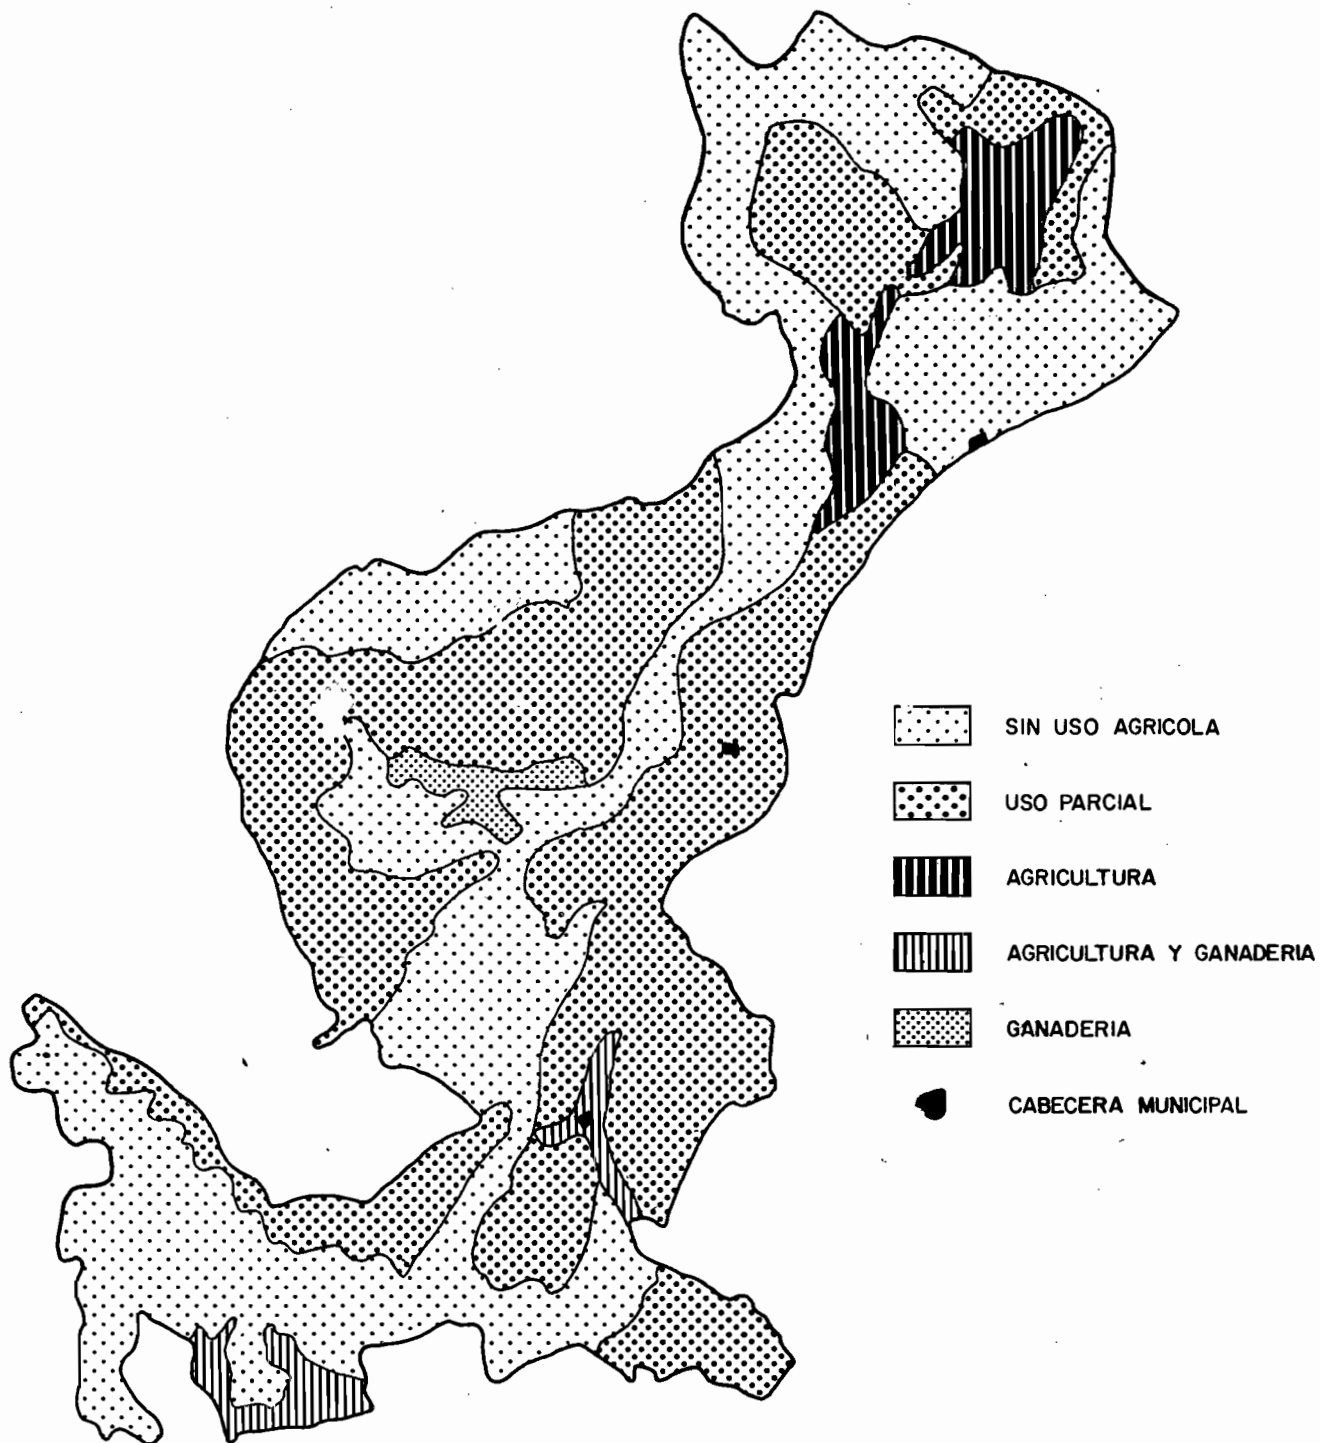 SIN USO AGRICOLA
USO PARCIAL
AGRICULTURA
AGRICULTURA Y GANADERIA
GANADERIA
CABECERA MUNICIPAL